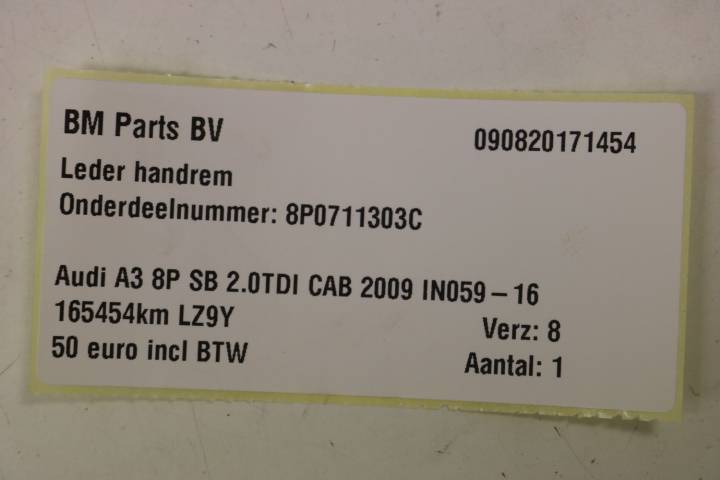 BM Parts BV 090820171454
Leder handrem
Onderdeelnummer: 8P0711303C
Audi A3 8P SB 2.0TDI CAB 2009 IN059-16
165454km LZ9Y Verz: 8
50 euro incl BTW Aantal: 1